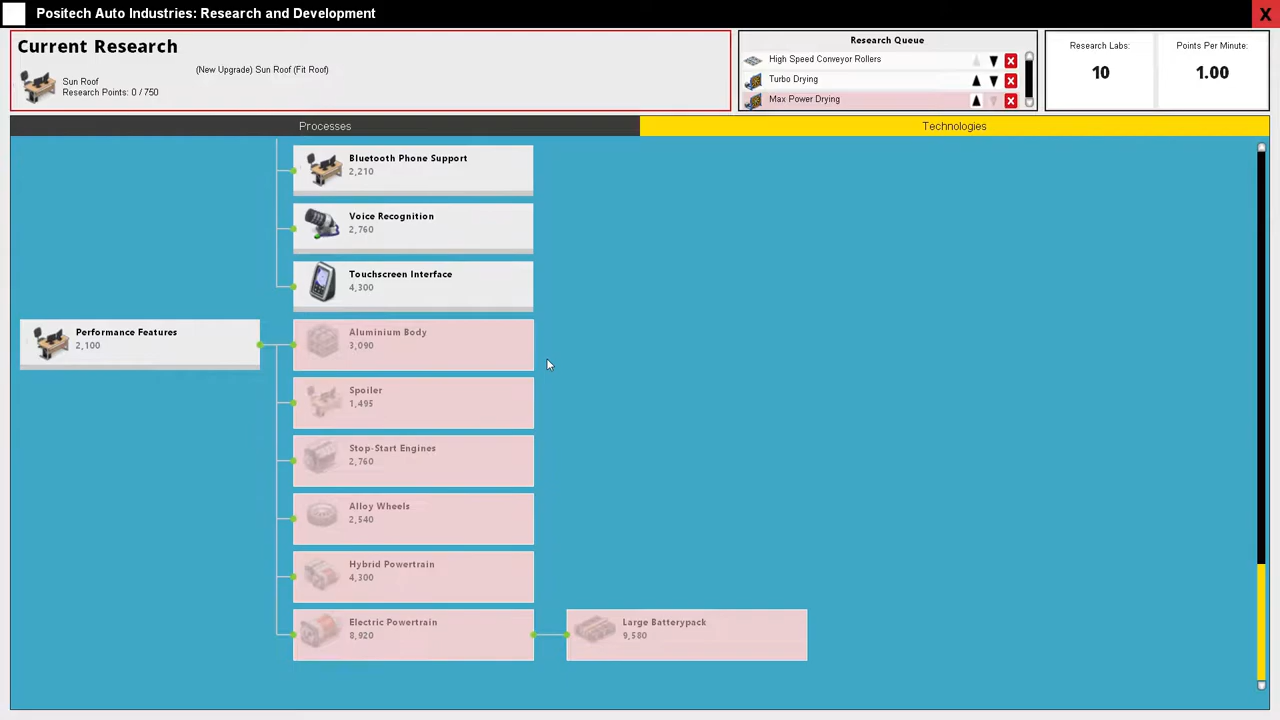 Positech Auto Industries: Research and Development
X
Current Research
Sun Roof
Research Points: 0 / 750
(New Upgrade) Sun Roof (Fit Roof)
Research Queue
High Speed Conveyor Rollers
Turbo Drying
Max Power Drying
Research Labs:
10
Points Per Minute:
1.00
Processes
Technologies
Bluetooth Phone Support
2,210
Voice Recognition
2,760
Touchscreen Interface
4,300
Performance Features
2,100
Aluminium Body
3,090
Spoiler
1,495
Stop-Start Engines
2,760
Alloy Wheels
2,540
Hybrid Powertrain
4,300
Electric Powertrain
8,920
Large Batterypack
9,580